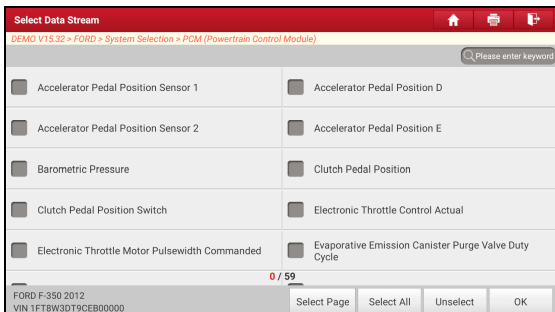 Select Data Stream
DEMO V15.32 > FORD > System Selection > PCM (Powertrain Control Module)
Please enter keyword
Accelerator Pedal Position Sensor 1
Accelerator Pedal Position D
Accelerator Pedal Position Sensor 2
Accelerator Pedal Position E
Barometric Pressure
Clutch Pedal Position
Clutch Pedal Position Switch
Electronic Throttle Control Actual
Electronic Throttle Motor Pulsewidth Commanded
Evaporative Emission Canister Purge Valve Duty
Cycle
0 / 59
FORD F-350 2012
VIN 1FT8W3DT9CEB00000
Select Page
Select All
Unselect
OK